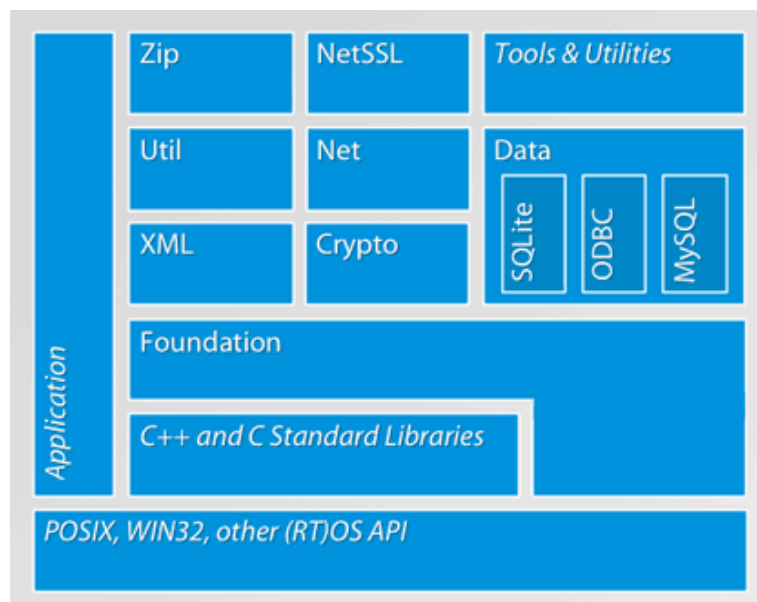 Zip
NetSSL
Tools & Utilities
Util
Net
Data
SQLite
ODBC
MySQL
XML
Crypto
Foundation
Application
C++ and C Standard Libraries
POSIX, WIN32, other (RT)OS API